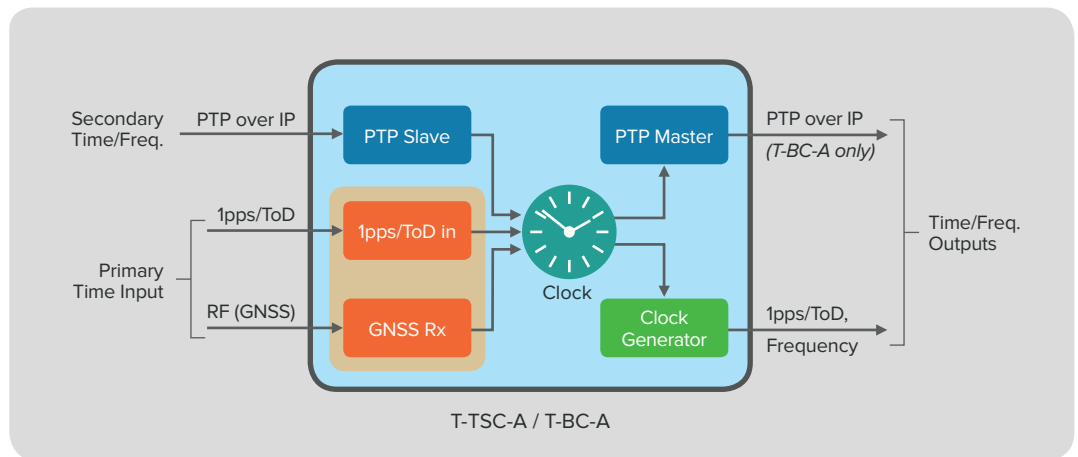 Secondary
Time/Freq.
PTP over IP
PTP Slave
PTP Master
PTP over IP
(T-BC-A only)
1pps/ToD
1pps/ToD in
Primary
Time Input
RF (GNSS)
GNSS Rx
Clock
Clock
Generator
1pps/ToD,
Frequency
Time/Freq.
Outputs
T-TSC-A / T-BC-A